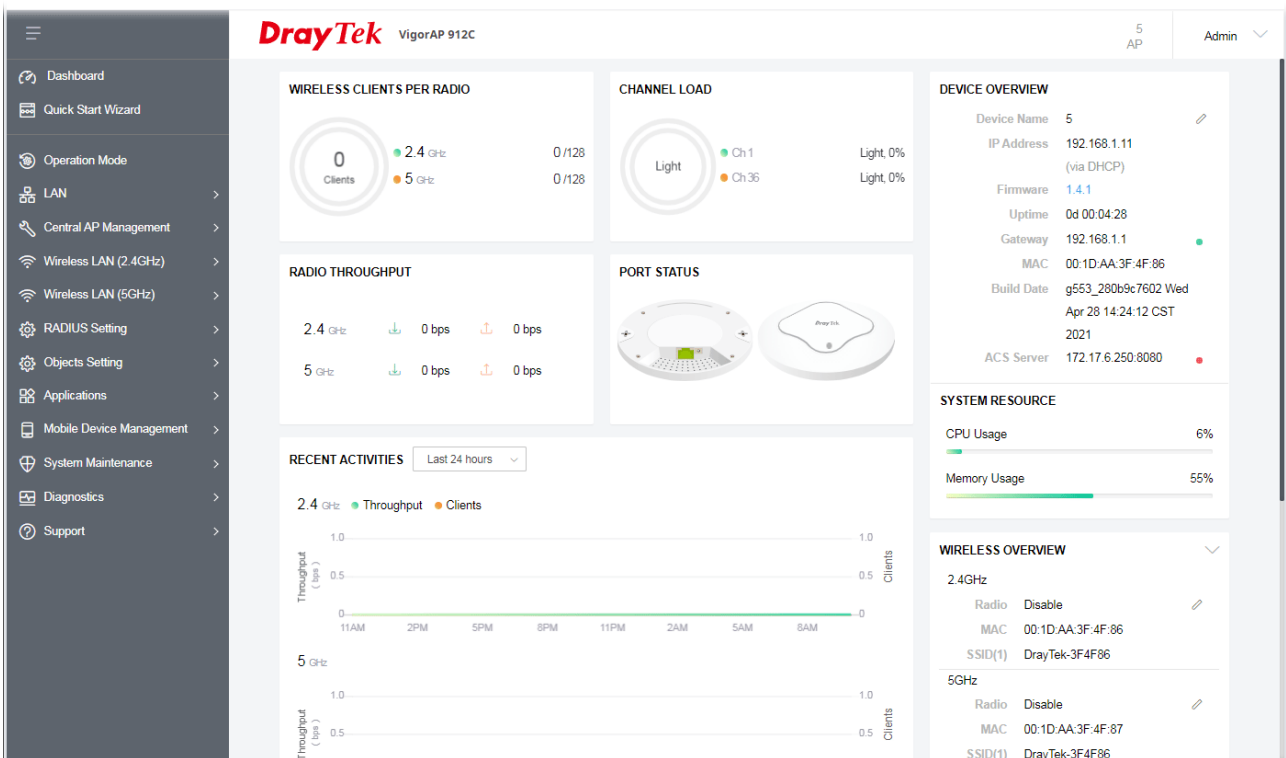 DrayTek VigorAP 912C
5
AP
Admin
Dashboard
Quick Start Wizard
Operation Mode
LAN
Central AP Management
Wireless LAN (2.4GHz)
Wireless LAN (5GHz)
RADIUS Setting
Objects Setting
Applications
Mobile Device Management
System Maintenance
Diagnostics
Support
WIRELESS CLIENTS PER RADIO
0
Clients
2.4 GHz 0 /128
5 GHz 0 /128
CHANNEL LOAD
Light
Ch 1 Light, 0%
Ch 36 Light, 0%
RADIO THROUGHPUT
2.4 GHz 0 bps 0 bps
5 GHz 0 bps 0 bps
PORT STATUS
DrayTek
RECENT ACTIVITIES Last 24 hours
2.4 GHz Throughput Clients
1.0 1.0
0.5 0.5
0 0
Throughput
( bps )
Clients
11AM 2PM 5PM 8PM 11PM 2AM 5AM 8AM
5 GHz
1.0 1.0
0.5 0.5
Throughput
( bps )
Clients
DEVICE OVERVIEW
Device Name 5
IP Address 192.168.1.11
(via DHCP)
Firmware 1.4.1
Uptime 0d 00:04:28
Gateway 192.168.1.1
MAC 00:1D:AA:3F:4F:86
Build Date g553_280b9c7602 Wed
Apr 28 14:24:12 CST
2021
ACS Server 172.17.6.250:8080
SYSTEM RESOURCE
CPU Usage 6%
Memory Usage 55%
WIRELESS OVERVIEW
2.4GHz
Radio Disable
MAC 00:1D:AA:3F:4F:86
SSID(1) DrayTek-3F4F86
5GHz
Radio Disable
MAC 00:1D:AA:3F:4F:87
SSID(1) DrayTek-3F4F86